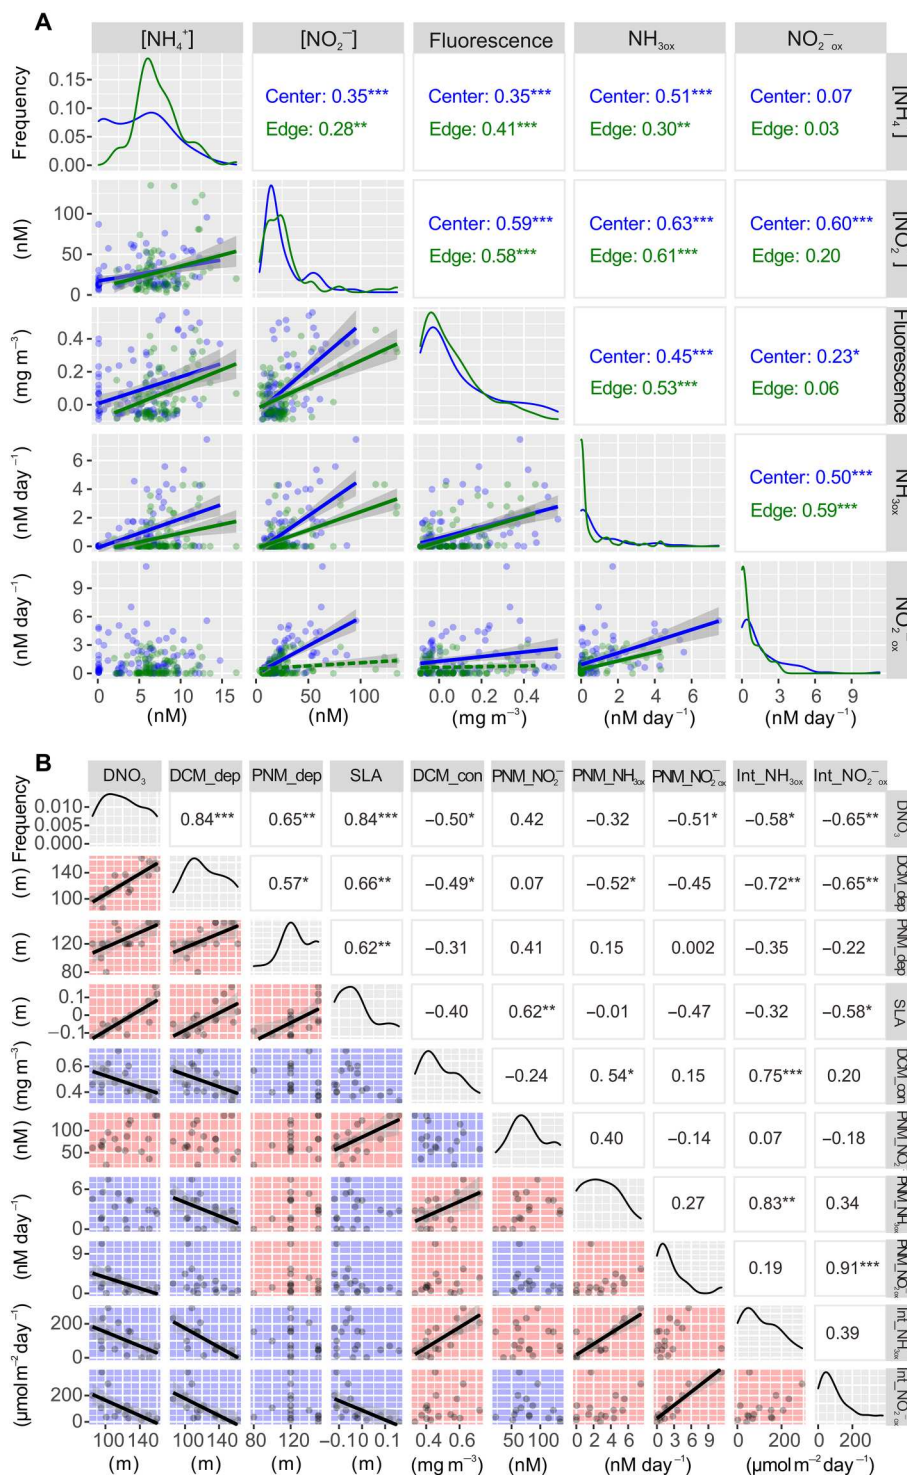 A
[NH₄⁺] [NO₂⁻] Fluorescence NH₃ₒₓ NO₂⁻ₒₓ
Frequency
0.15
0.10
0.05
0.00
Center: 0.35*** Center: 0.35*** Center: 0.51*** Center: 0.07
Edge: 0.28** Edge: 0.41*** Edge: 0.30** Edge: 0.03
[NH₄]
(nM)
100
50
0
Center: 0.59*** Center: 0.63*** Center: 0.60***
Edge: 0.58*** Edge: 0.61*** Edge: 0.20
[NO₂]
(mg m⁻³)
0.4
0.2
0.0
Center: 0.45*** Center: 0.23*
Edge: 0.53*** Edge: 0.06
Fluorescence
(nM day⁻¹)
6
4
2
0
Center: 0.50***
Edge: 0.59***
NH₃ₒₓ
(nM day⁻¹)
9
6
3
0
NO₂ ₒₓ
0 5 10 15 0 50 100 0.0 0.2 0.4 0 2 4 6 0 3 6 9
(nM) (nM) (mg m⁻³) (nM day⁻¹) (nM day⁻¹)
B
DNO₃ DCM_dep PNM_dep SLA DCM_con PNM_NO₂⁻ PNM_NH₃ₒₓ PNM_NO₂⁻ₒₓ Int_NH₃ₒₓ Int_NO₂⁻ₒₓ
Frequency
0.010
0.005
0.000
0.84*** 0.65** 0.84*** −0.50* 0.42 −0.32 −0.51* −0.58* −0.65**
DNO₃
(m)
140
100
0.57* 0.66** −0.49* 0.07 −0.52* −0.45 −0.72** −0.65**
DCM_dep
(m)
120
80
0.62** −0.31 0.41 0.15 0.002 −0.35 −0.22
PNM_dep
(m)
0.1
0
−0.1
−0.40 0.62** −0.01 −0.47 −0.32 −0.58*
SLA
(mg m⁻³)
0.6
0.4
−0.24 0. 54* 0.15 0.75*** 0.20
DCM_con
(nM)
100
50
0.40 −0.14 0.07 −0.18
PNM_NO₂
(nM day⁻¹)
6
0
0.27 0.83** 0.34
PNM_NH₃ₒₓ
(nM day⁻¹)
9
0
0.19 0.91***
PNM_NO₂⁻ₒₓ
(µmol m⁻² day⁻¹)
200
0
0.39
Int_NH₃ₒₓ
200
0
Int_NO₂⁻ₒₓ
100 140 100 140 80 120 −0.10 0.1 0.4 0.6 50 100 0 2 4 6 0 3 6 9 0 200 0 200
(m) (m) (m) (m) (mg m⁻³) (nM) (nM day⁻¹) (µmol m⁻² day⁻¹)